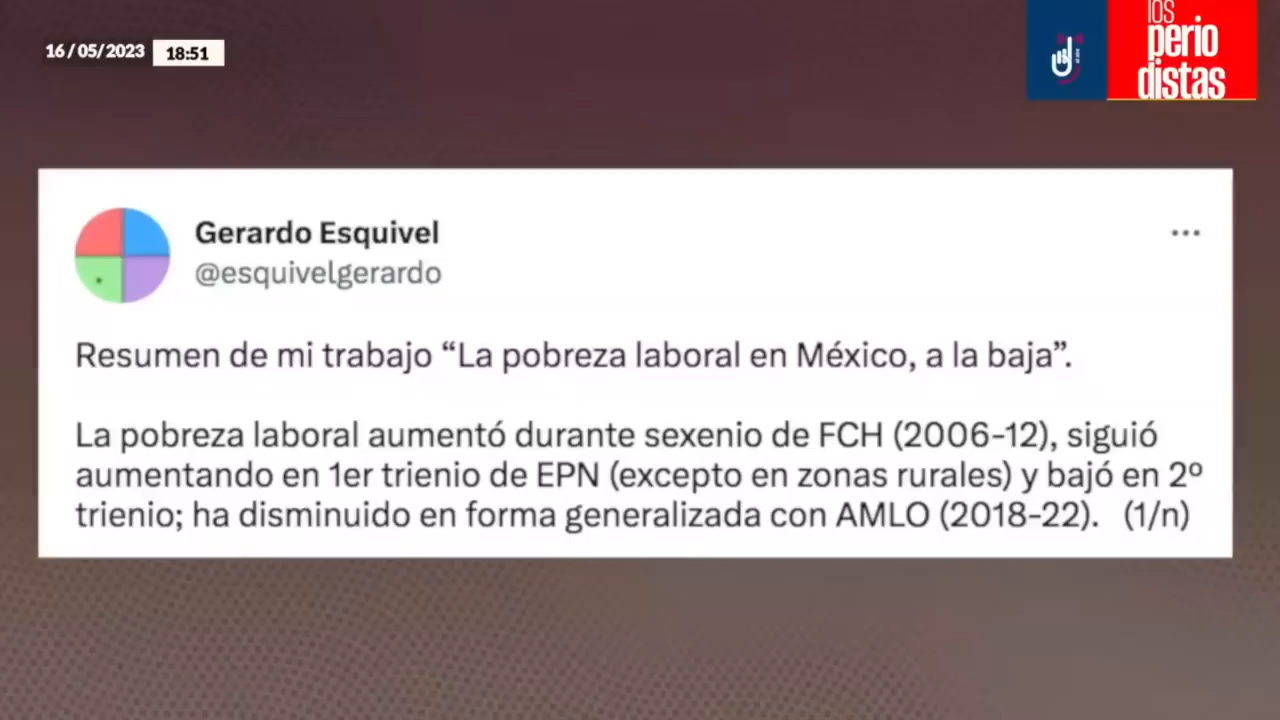 16/05/2023 18:51
los
perio
distas
Gerardo Esquivel
@esquivelgerardo
Resumen de mi trabajo “La pobreza laboral en México, a la baja”.
La pobreza laboral aumentó durante sexenio de FCH (2006-12), siguió
aumentando en 1er trienio de EPN (excepto en zonas rurales) y bajó en 2º
trienio; ha disminuido en forma generalizada con AMLO (2018-22). (1/n)